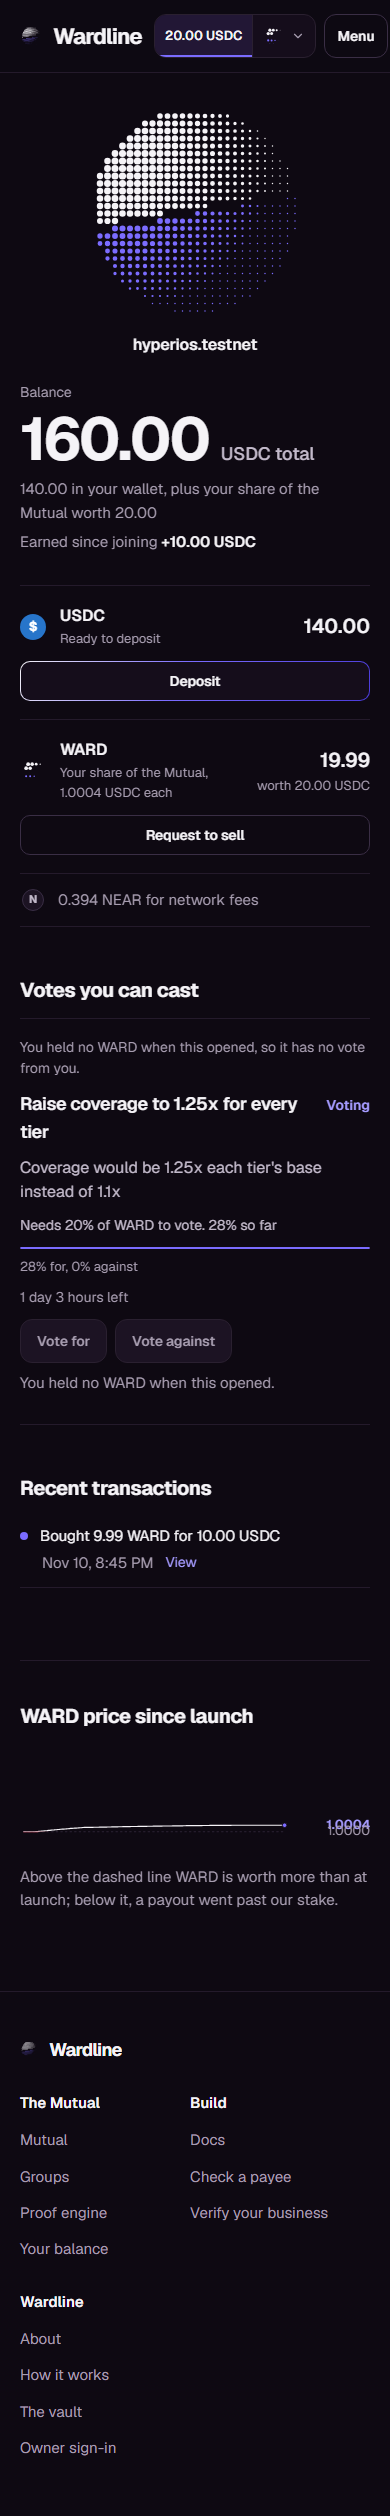 Wardline
20.00 USDC
Menu
hyperios.testnet
Balance
160.00 USDC total
140.00 in your wallet, plus your share of the
Mutual worth 20.00
Earned since joining +10.00 USDC
$
USDC
140.00
Ready to deposit
Deposit
WARD
19.99
Your share of the Mutual,
1.0004 USDC each
worth 20.00 USDC
Request to sell
N
0.394 NEAR for network fees
Votes you can cast
You held no WARD when this opened, so it has no vote
from you.
Raise coverage to 1.25x for every
tier
Voting
Coverage would be 1.25x each tier's base
instead of 1.1x
Needs 20% of WARD to vote. 28% so far
28% for, 0% against
1 day 3 hours left
Vote for
Vote against
You held no WARD when this opened.
Recent transactions
Bought 9.99 WARD for 10.00 USDC
Nov 10, 8:45 PM View
WARD price since launch
1.0004
1.0000
Above the dashed line WARD is worth more than at
launch; below it, a payout went past our stake.
Wardline
The Mutual
Mutual
Groups
Proof engine
Your balance
Build
Docs
Check a payee
Verify your business
Wardline
About
How it works
The vault
Owner sign-in